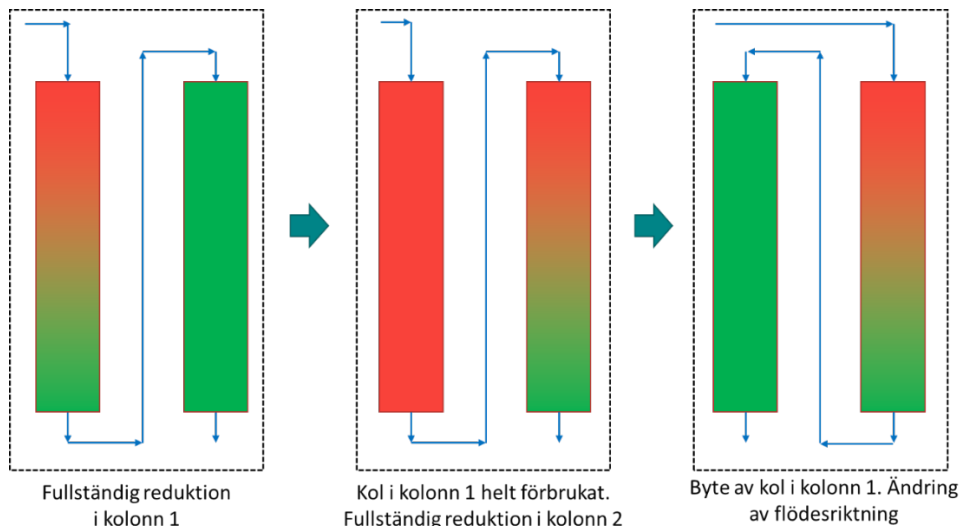 Fullständig reduktion
i kolonn 1
Kol i kolonn 1 helt förbrukat.
Fullständig reduktion i kolonn 2
Byte av kol i kolonn 1. Ändring
av flödesriktning